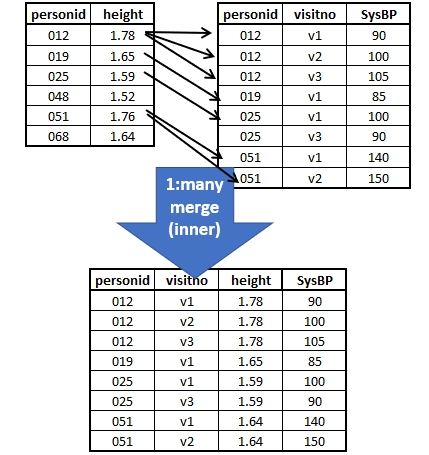 personid height
012 1.78
019 1.65
025 1.59
048 1.52
051 1.76
068 1.64
personid visitno SysBP
012 v1 90
012 v2 100
012 v3 105
019 v1 85
025 v1 100
025 v3 90
051 v1 140
051 v2 150
1:many
merge
(inner)
personid visitno height SysBP
012 v1 1.78 90
012 v2 1.78 100
012 v3 1.78 105
019 v1 1.65 85
025 v1 1.59 100
025 v3 1.59 90
051 v1 1.64 140
051 v2 1.64 150